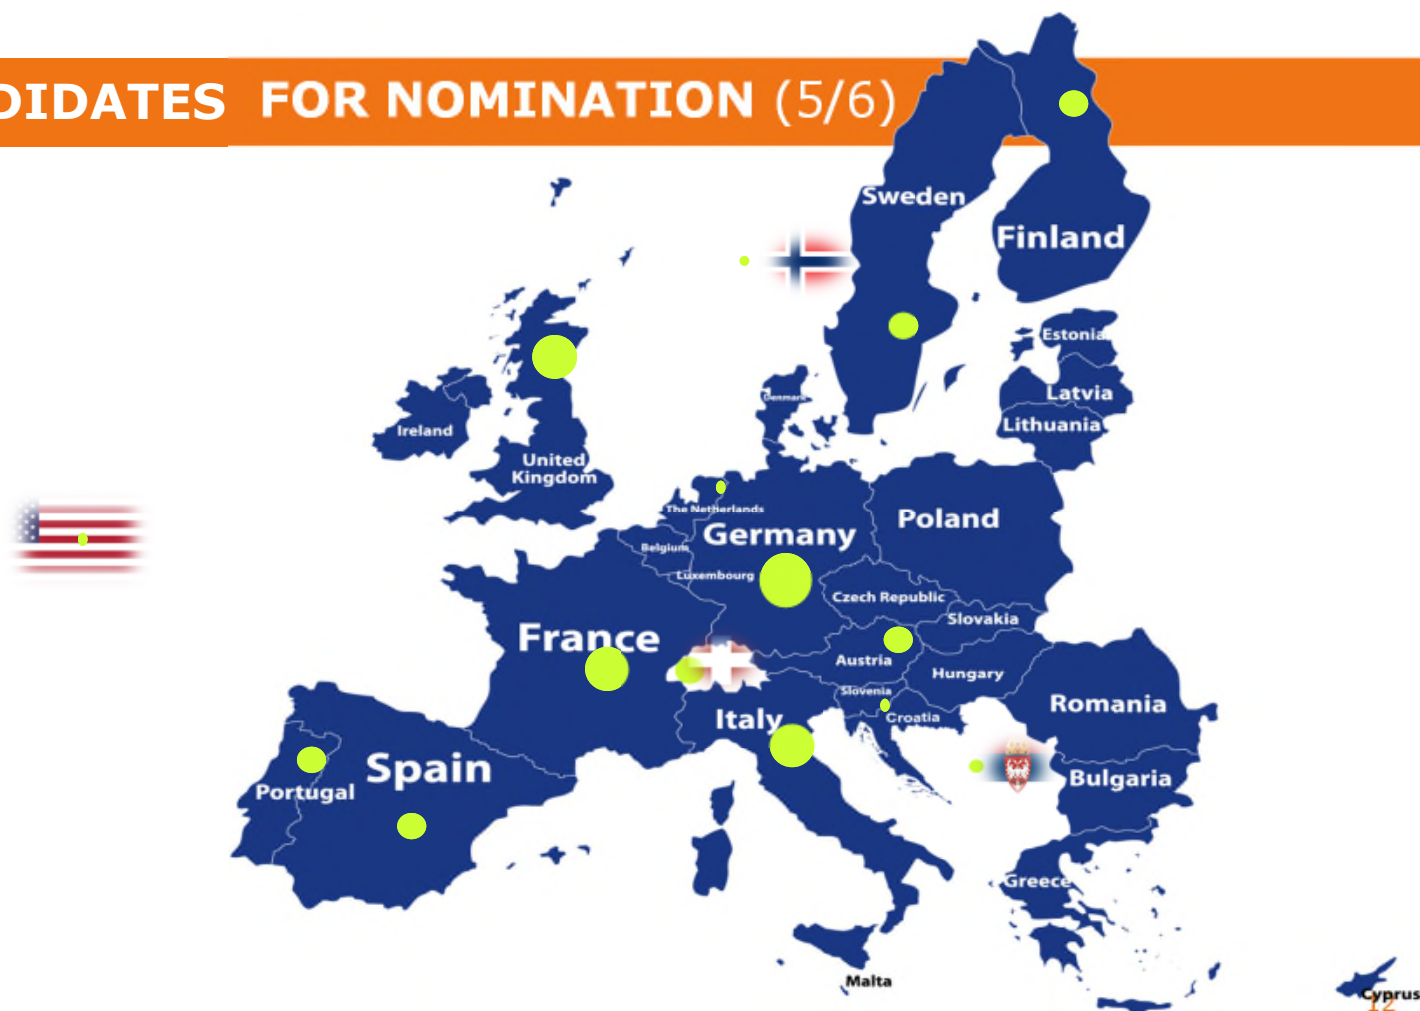 DIDATES FOR NOMINATION (5/6)
Sweden
Finland
Estonia
Latvia
Lithuania
Denmark
Ireland
United
Kingdom
The Netherlands
Poland
Germany
Belgium
Luxembourg
Czech Republic
Slovakia
France
Austria
Hungary
Slovenia
Romania
Italy
Croatia
Spain
Bulgaria
Portugal
Greece
Malta
Cyprus
12